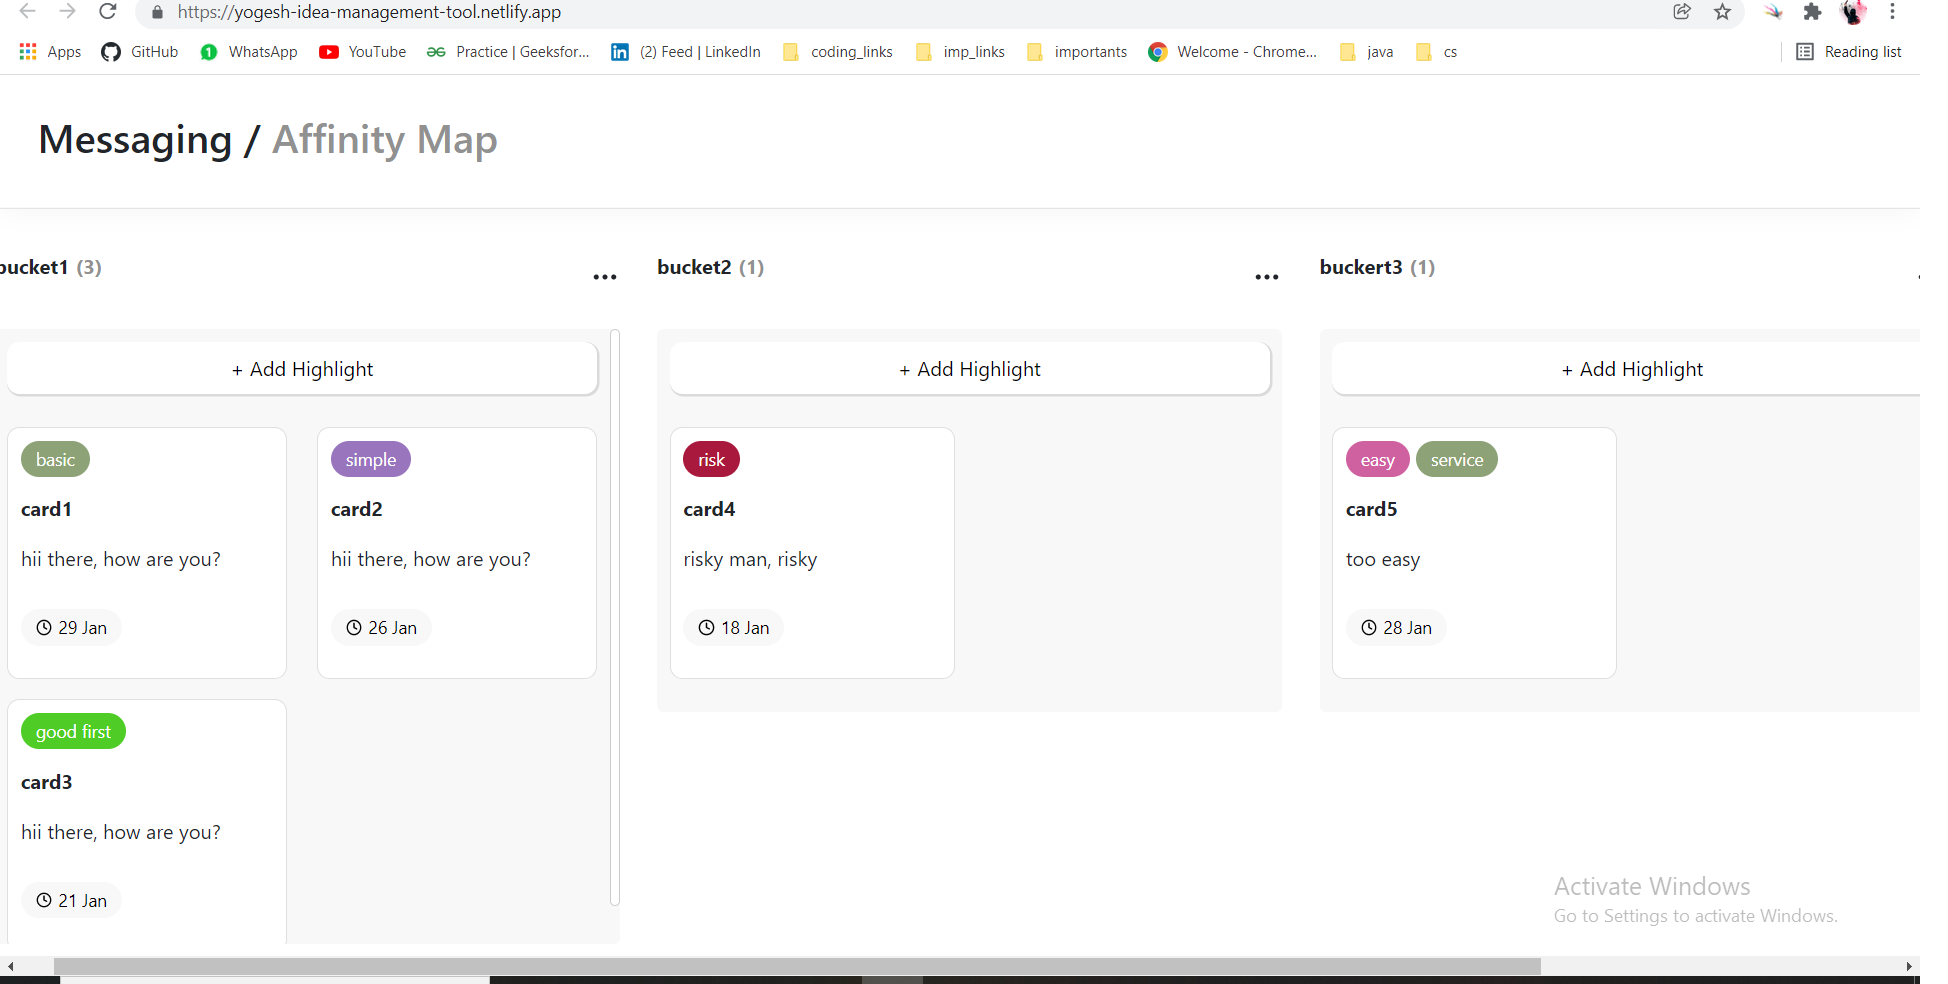 https://yogesh-idea-management-tool.netlify.app
Apps GitHub WhatsApp YouTube Practice | Geeksfor... (2) Feed | LinkedIn coding_links imp_links importants Welcome - Chrome... java cs Reading list
Messaging / Affinity Map
bucket1 (3) ... bucket2 (1) ... buckert3 (1)
+ Add Highlight + Add Highlight + Add Highlight
basic simple risk easy service
card1 card2 card4 card5
hii there, how are you? hii there, how are you? risky man, risky too easy
29 Jan 26 Jan 18 Jan 28 Jan
good first
card3
hii there, how are you?
21 Jan
Activate Windows
Go to Settings to activate Windows.